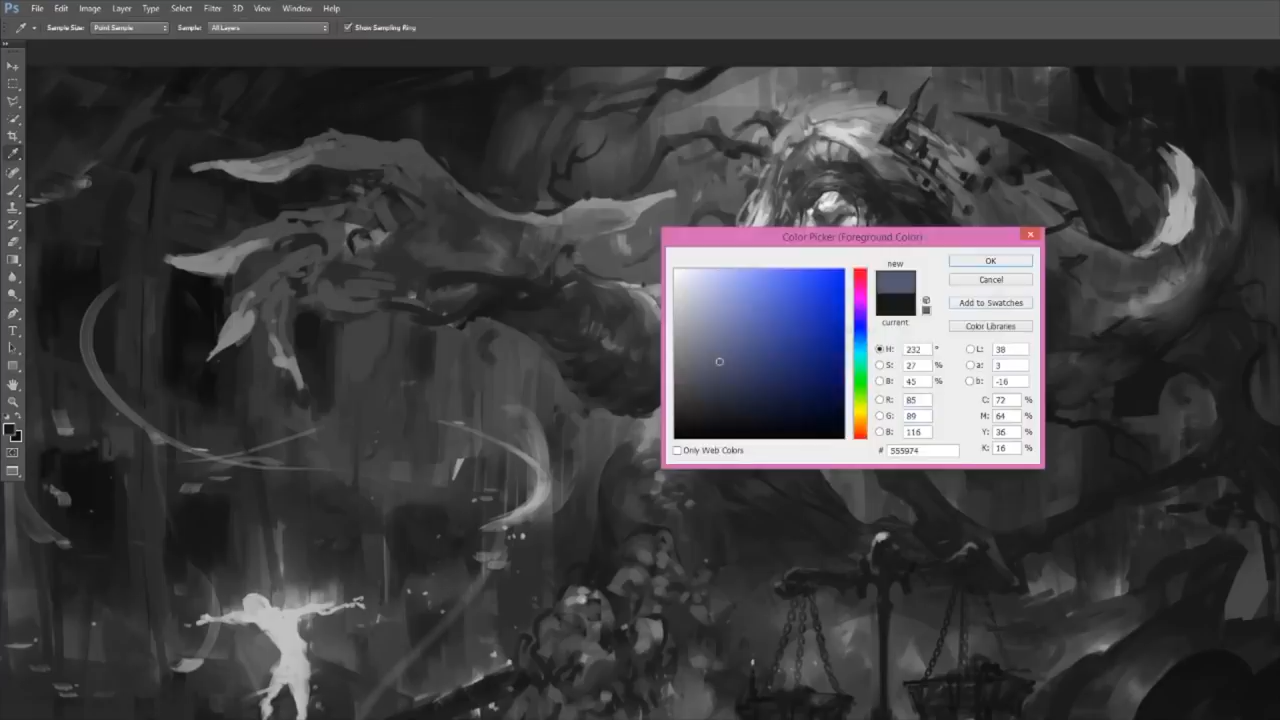 Ps File Edit Image Layer Type Select Filter 3D View Window Help
Sample Size: Point Sample Sample: All Layers Show Sampling Ring
Color Picker (Foreground Color)
new
current
OK
Cancel
Add to Swatches
Color Libraries
H: 232 °
S: 27 %
B: 45 %
R: 85
G: 89
B: 116
# 555974
L: 38
a: 3
b: -16
C: 72 %
M: 64 %
Y: 36 %
K: 16 %
Only Web Colors